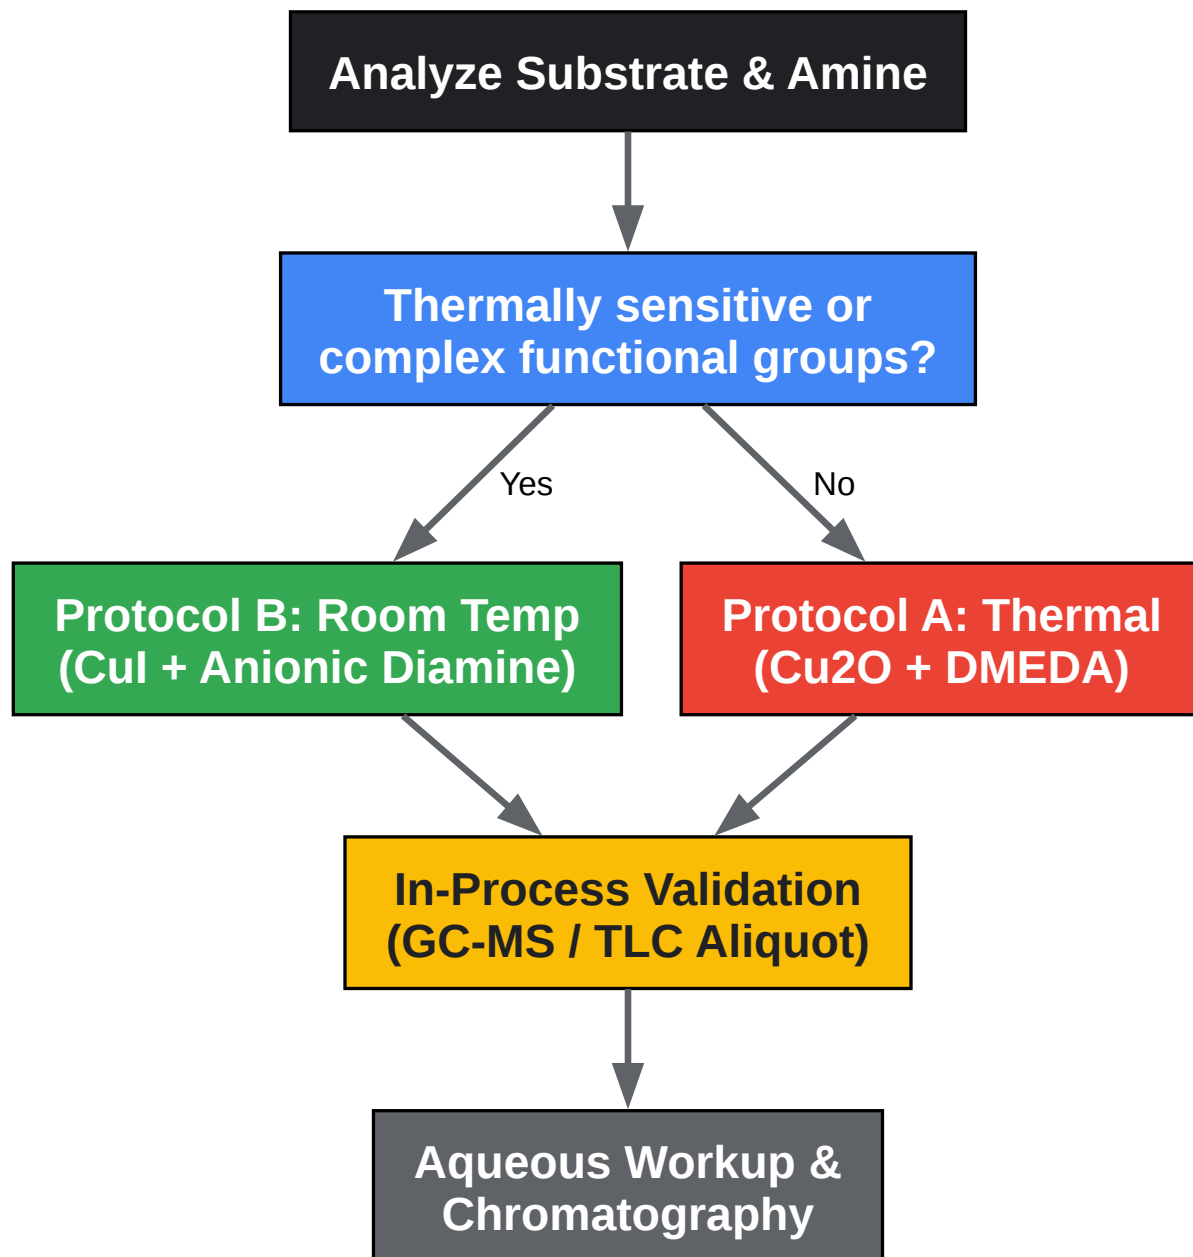 Analyze Substrate & Amine
Thermally sensitive or
complex functional groups?
Yes
No
Protocol B: Room Temp
(CuI + Anionic Diamine)
Protocol A: Thermal
(Cu2O + DMEDA)
In-Process Validation
(GC-MS / TLC Aliquot)
Aqueous Workup &
Chromatography